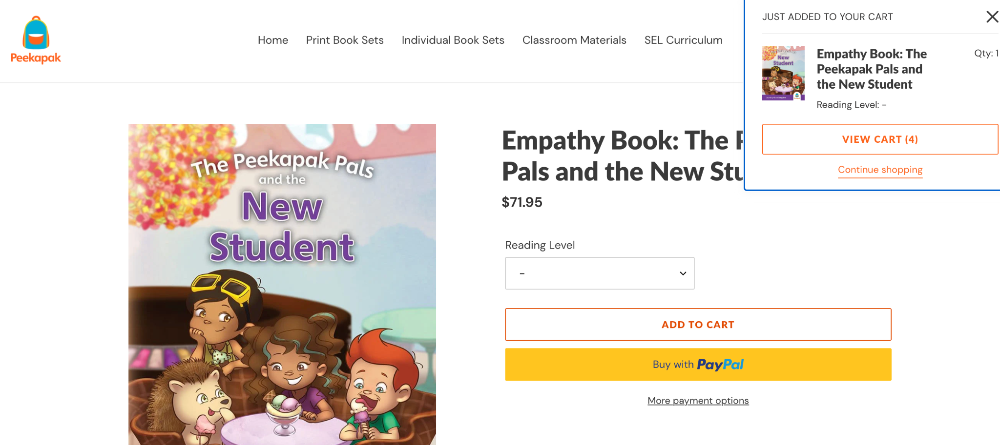 Peekapak
Home Print Book Sets Individual Book Sets Classroom Materials SEL Curriculum
JUST ADDED TO YOUR CART
New
Student
Empathy Book: The
Peekapak Pals and
the New Student
Qty: 1
Reading Level: -
VIEW CART (4)
Continue shopping
The Peekapak Pals
and the
New
Student
Empathy Book: The
Pals and the New Stu
$71.95
Reading Level
-
ADD TO CART
Buy with PayPal
More payment options